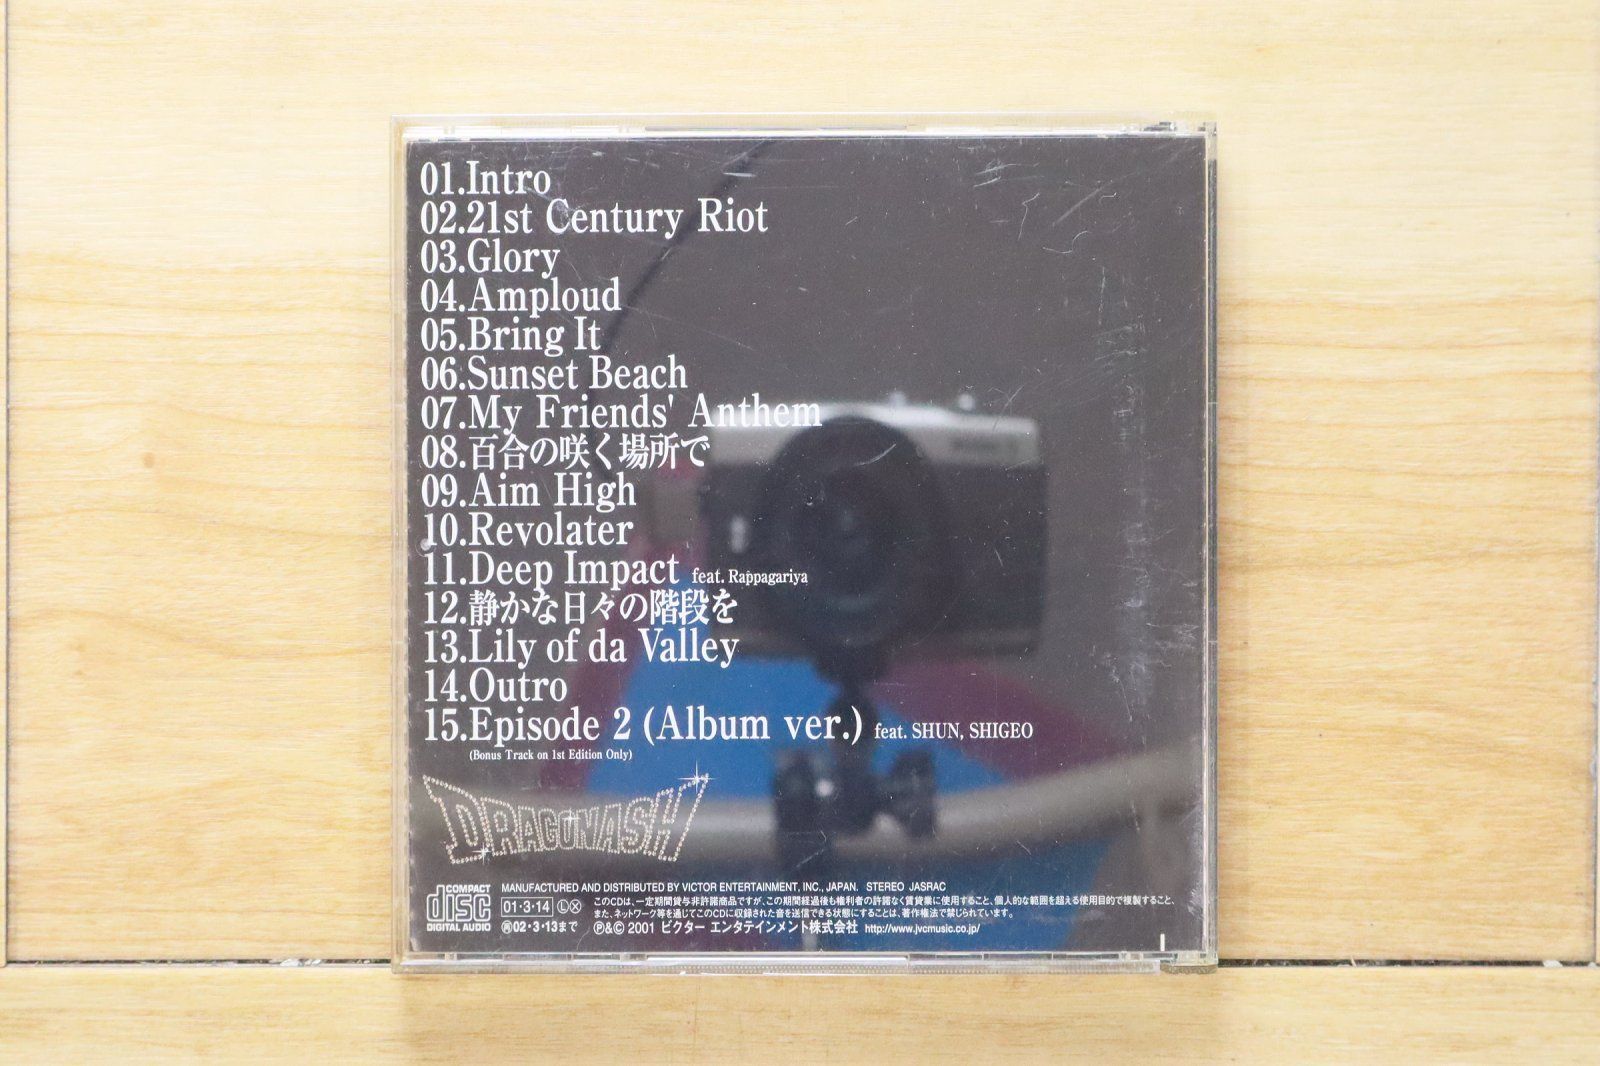 01.Intro
02.21st Century Riot
03.Glory
04.Amploud
05.Bring It
06.Sunset Beach
07.My Friends' Anthem
08.百合の咲く場所で
09.Aim High
10.Revolater
11.Deep Impact feat. Rappagariya
12.静かな日々の階段を
13.Lily of da Valley
14.Outro
15.Episode 2 (Album ver.) feat. SHUN, SHIGEO
(Bonus Track on 1st Edition Only)
DRAGONASH
COMPACT disc DIGITAL AUDIO
MANUFACTURED AND DISTRIBUTED BY VICTOR ENTERTAINMENT, INC., JAPAN. STEREO JASRAC
01・3・14 Ⓛ Ⓧ
このCDは、一定期間貸与非許諾商品ですが、この期間経過後も権利者の許諾なく賃貸業に使用すること、個人的な範囲を超える使用目的で複製すること、
また、ネットワーク等を通じてこのCDに収録された音を送信できる状態にすることは、著作権法で禁じられています。
㋙02・3・13まで
Ⓟ&© 2001 ビクター エンタテインメント株式会社 http://www.jvcmusic.co.jp/